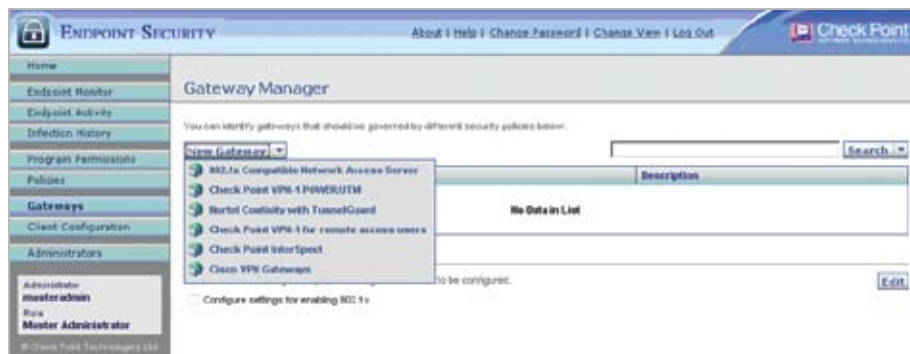 ENDPOINT SECURITY
About | Help | Change Password | Change View | Log Out
Check Point
Home
Endpoint Monitor
Endpoint Activity
Infection History
Program Permissions
Policies
Gateways
Client Configuration
Administrators
Administrator
masteradmin
Role
Master Administrator
© Check Point Technologies Ltd.
Gateway Manager
You can identify gateways that should be governed by different security policies below.
New Gateway
Search
802.1x Compatible Network Access Server
Check Point VPN-1 POWER/UTM
Nortel Contivity with TunnelGuard
Check Point VPN-1 for remote access users
Check Point InterSpect
Cisco VPN Gateways
Description
No Data in List
to be configured.
Edit
Configure settings for enabling 802.1x